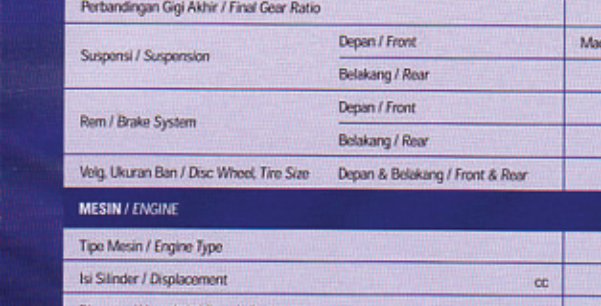 Perbandingan Gigi Akhir / Final Gear Ratio
Suspensi / Suspension
Depan / Front
Belakang / Rear
Rem / Brake System
Depan / Front
Belakang / Rear
Velg, Ukuran Ban / Disc Wheel, Tire Size Depan & Belakang / Front & Rear
MESIN / ENGINE
Tipe Mesin / Engine Type
Isi Silinder / Displacement cc